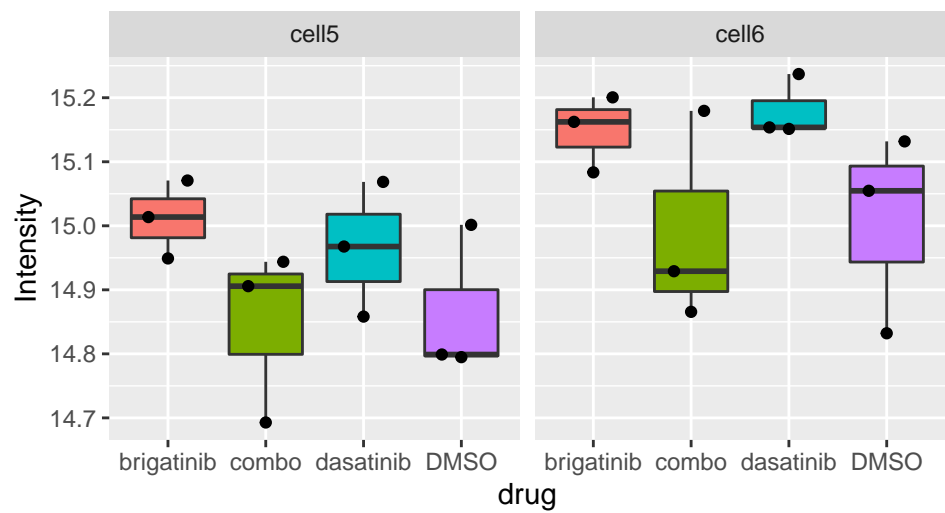 cell5 cell6
15.2
15.1
15.0
14.9
14.8
14.7
Intensity
brigatinib combo dasatinib DMSO brigatinib combo dasatinib DMSO
drug